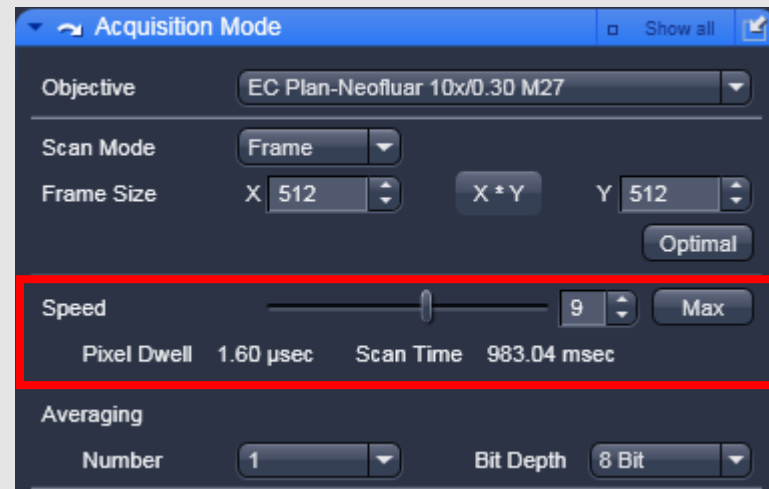 Acquisition Mode Show all
Objective EC Plan-Neofluar 10x/0.30 M27
Scan Mode Frame
Frame Size X 512 X * Y Y 512
Optimal
Speed 9 Max
Pixel Dwell 1.60 µsec Scan Time 983.04 msec
Averaging
Number 1 Bit Depth 8 Bit